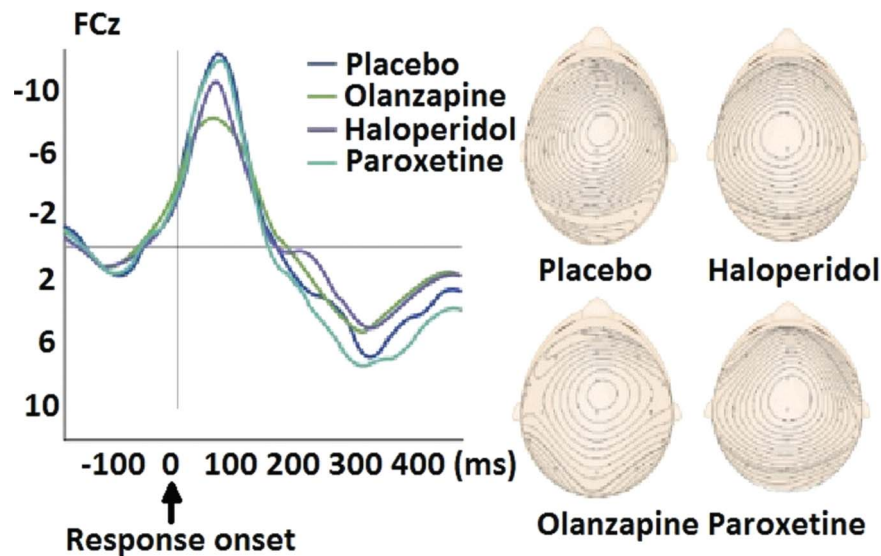 FCz
-10
-6
-2
2
6
10
Placebo
Olanzapine
Haloperidol
Paroxetine
-100 0 100 200 300 400 (ms)
Response onset
Placebo Haloperidol
Olanzapine Paroxetine